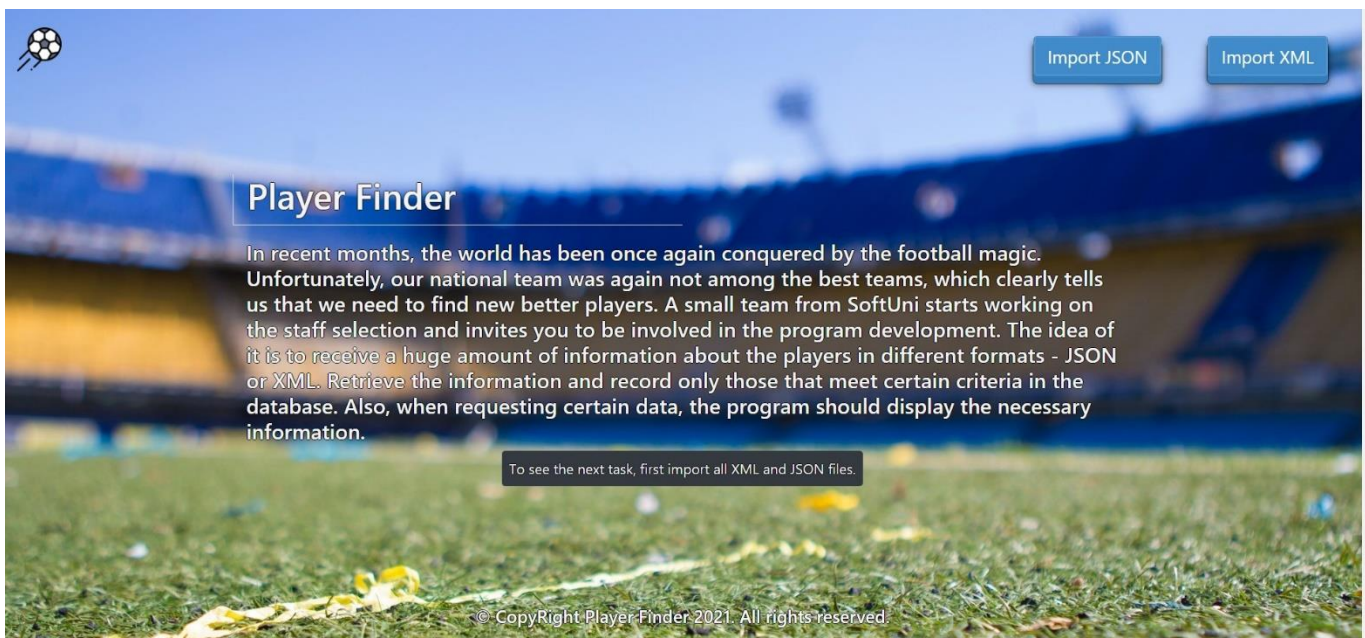 Import JSON
Import XML
Player Finder
In recent months, the world has been once again conquered by the football magic.
Unfortunately, our national team was again not among the best teams, which clearly tells
us that we need to find new better players. A small team from SoftUni starts working on
the staff selection and invites you to be involved in the program development. The idea of
it is to receive a huge amount of information about the players in different formats - JSON
or XML. Retrieve the information and record only those that meet certain criteria in the
database. Also, when requesting certain data, the program should display the necessary
information.
To see the next task, first import all XML and JSON files.
© CopyRight Player Finder 2021. All rights reserved.